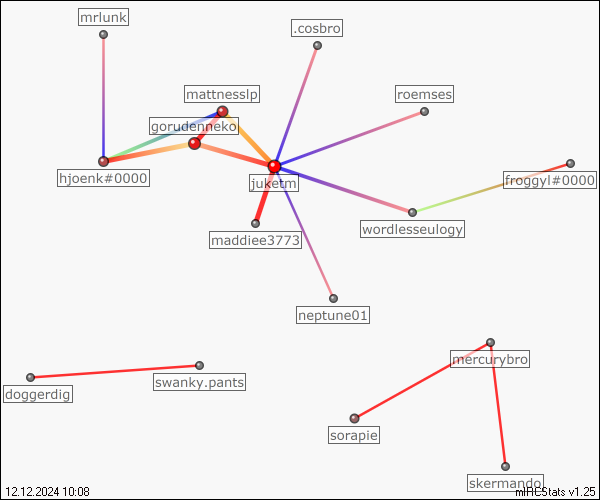 mrlunk
.cosbro
mattnesslp
roemses
gorudenneko
hjoenk#0000
juketm
froggyl#0000
wordlesseulogy
maddiee3773
neptune01
mercurybro
swanky.pants
doggerdig
sorapie
skermando
12.12.2024 10:08
mIRCStats v1.25